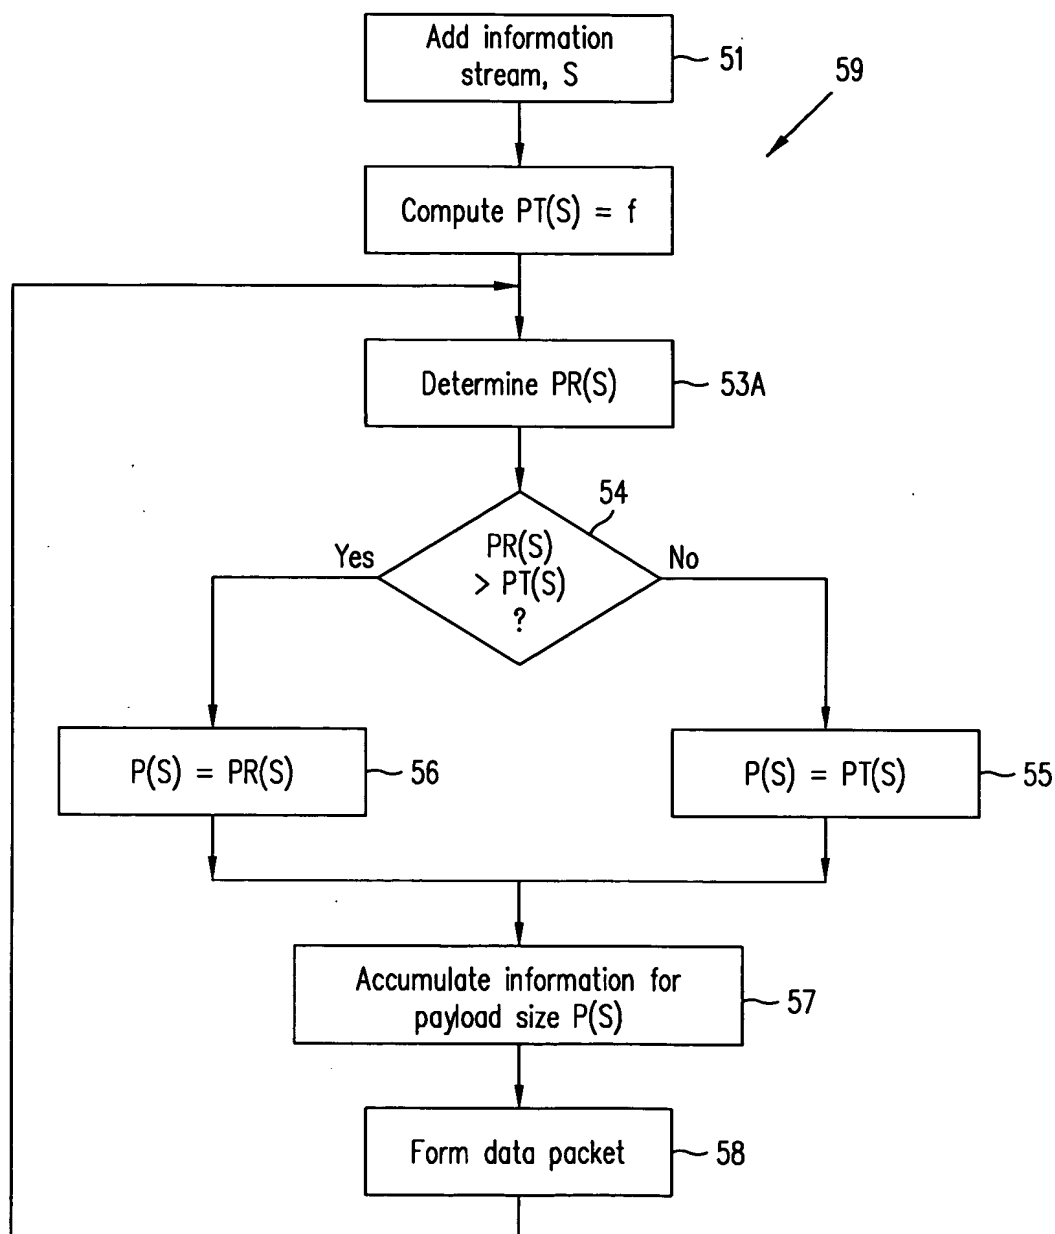 Add information
stream, S
51
59
Compute PT(S) = f
Determine PR(S)
53A
54
Yes
PR(S)
> PT(S)
?
No
P(S) = PR(S)
56
P(S) = PT(S)
55
Accumulate information for
payload size P(S)
57
Form data packet
58